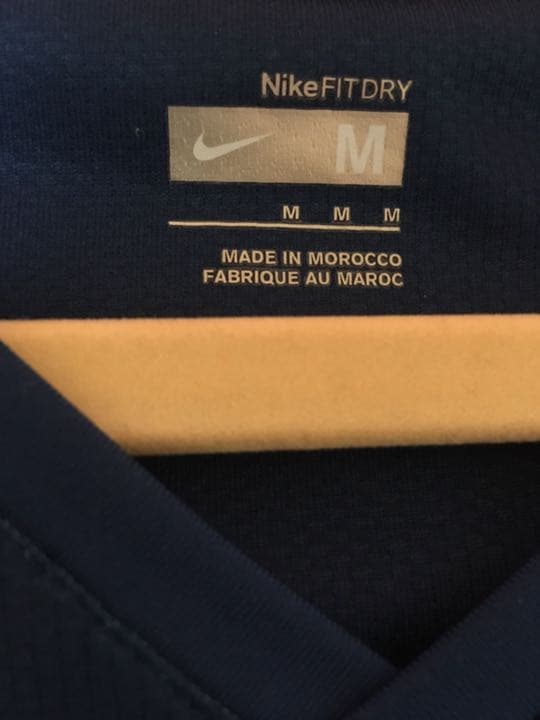 NikeFITDRY
M
M M M
MADE IN MOROCCO
FABRIQUE AU MAROC